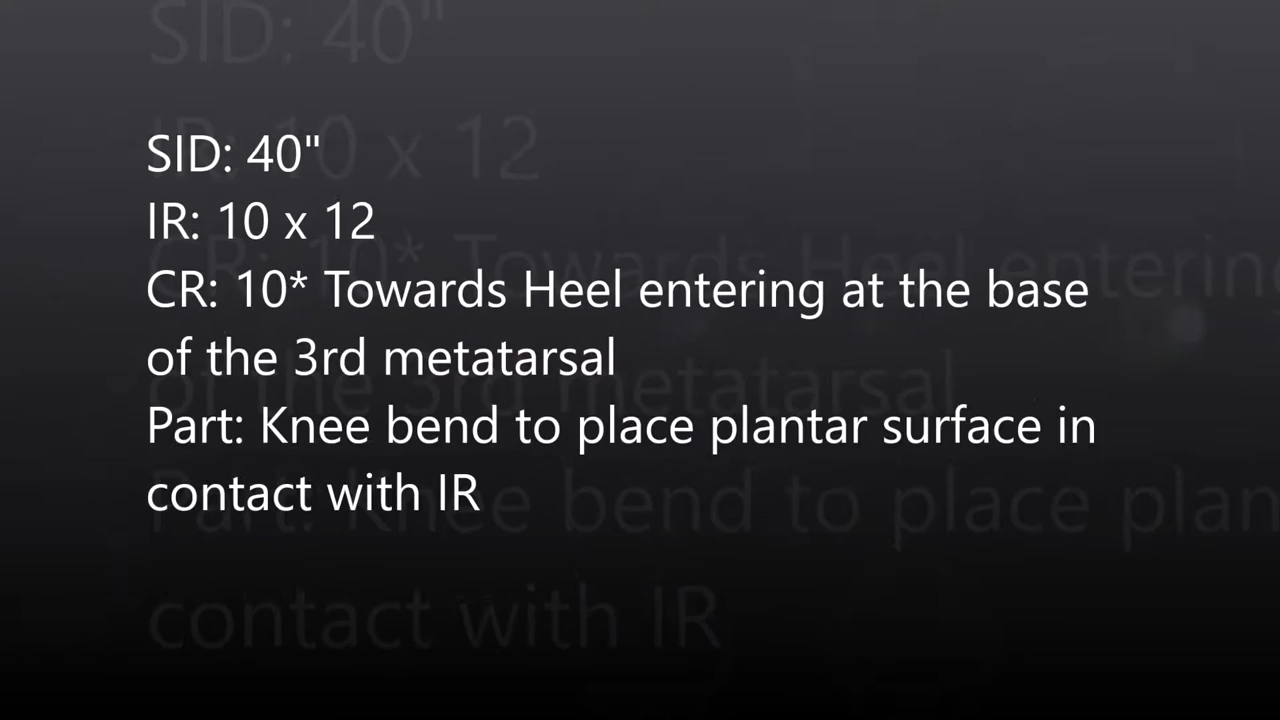 SID: 40"
IR: 10 x 12
CR: 10* Towards Heel entering at the base
of the 3rd metatarsal
Part: Knee bend to place plantar surface in
contact with IR